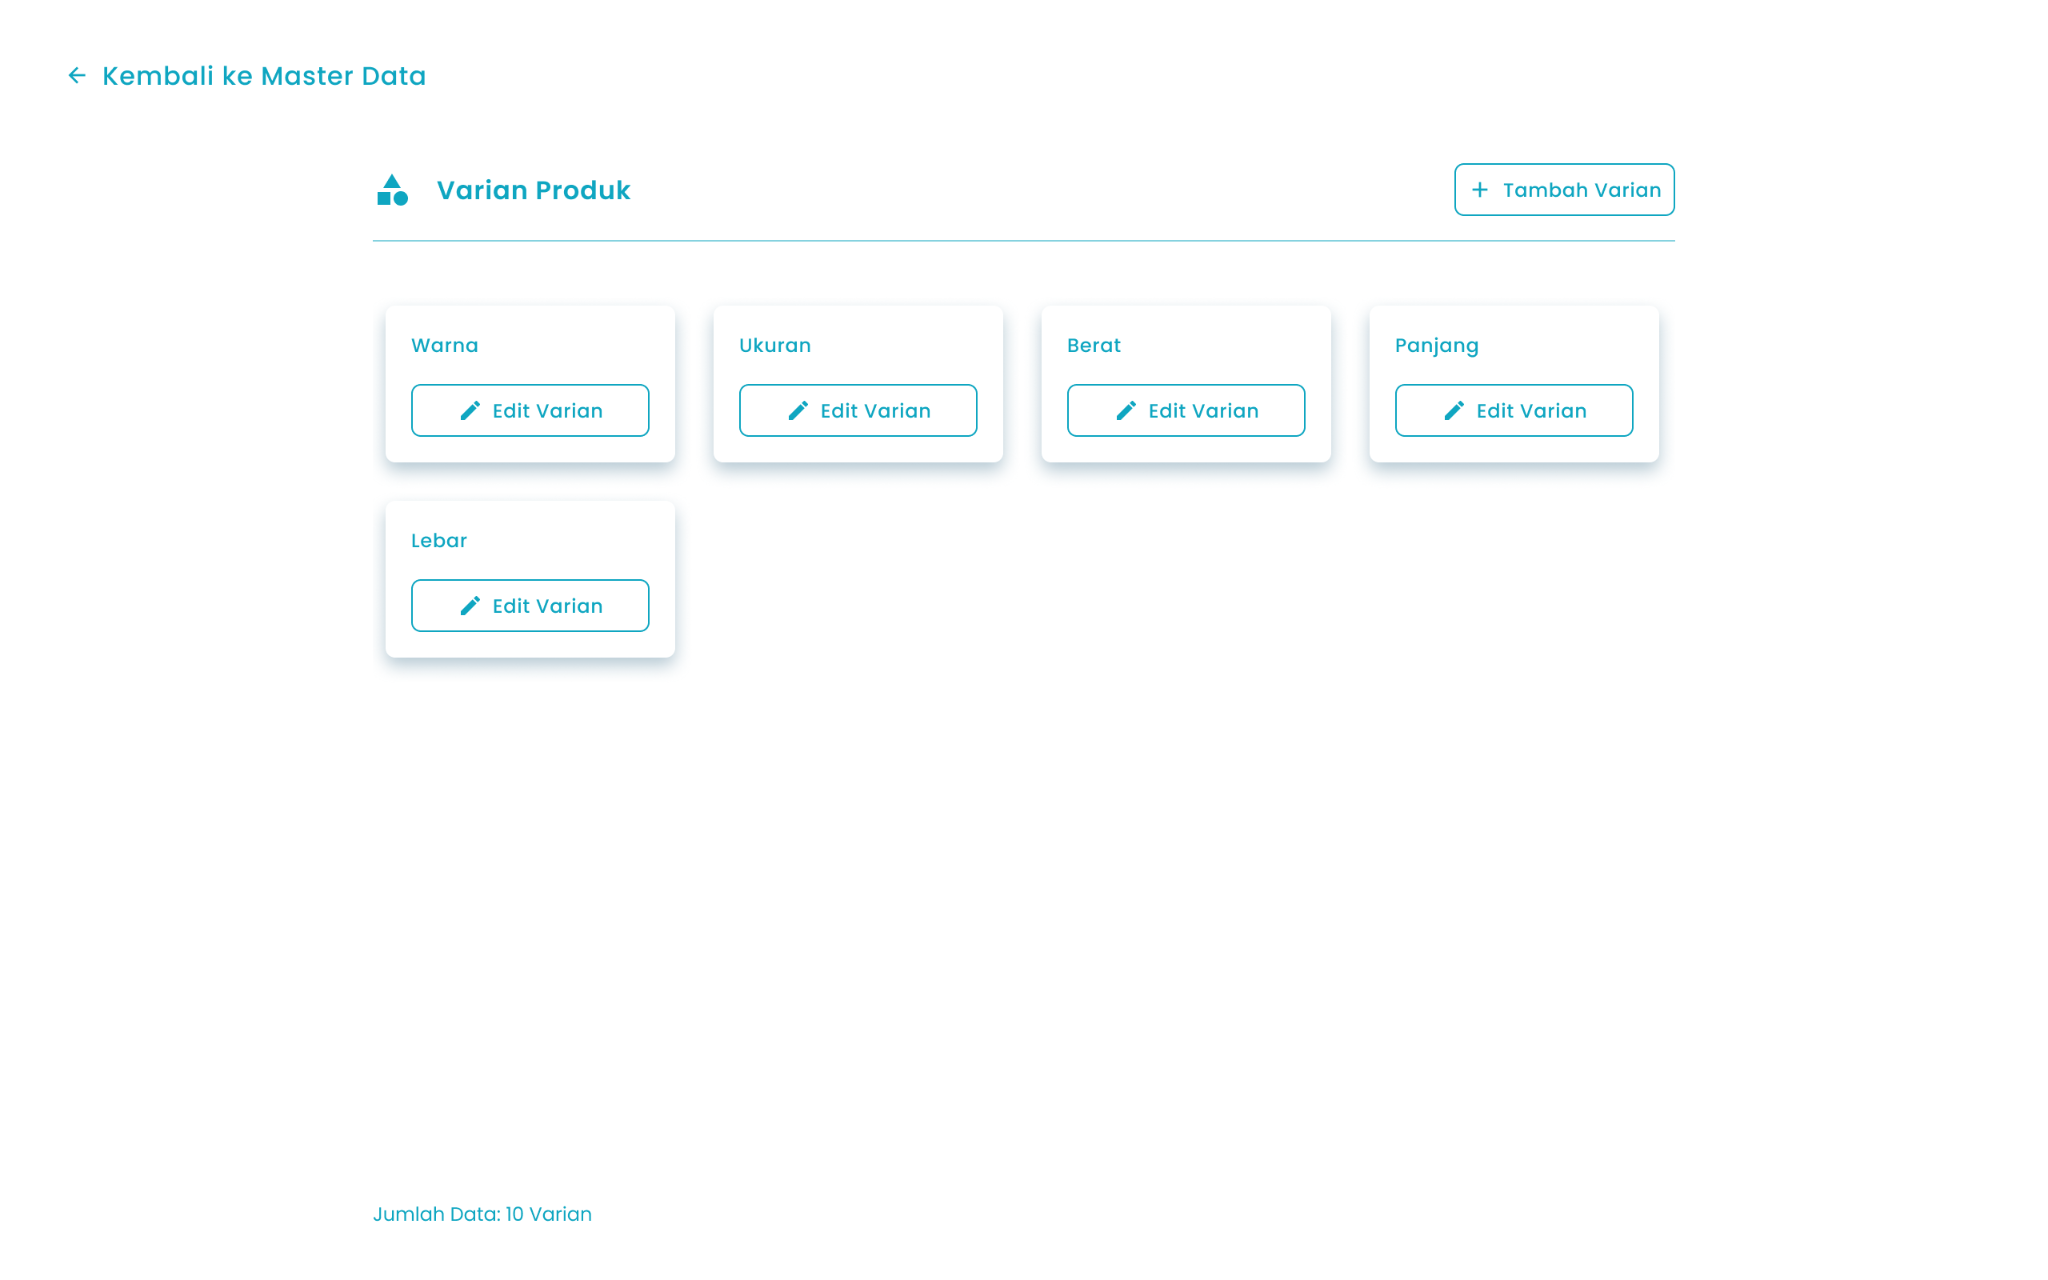 Kembali ke Master Data
Varian Produk
Tambah Varian
Warna
Edit Varian
Ukuran
Edit Varian
Berat
Edit Varian
Panjang
Edit Varian
Lebar
Edit Varian
Jumlah Data: 10 Varian